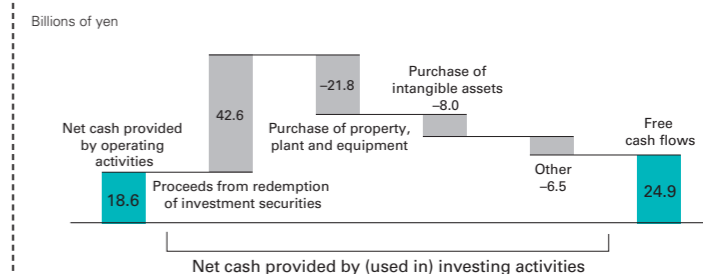 Billions of yen
Net cash provided
by operating
activities
18.6
42.6
Proceeds from redemption
of investment securities
–21.8
Purchase of property,
plant and equipment
Purchase of
intangible assets
–8.0
Other
–6.5
Free
cash flows
24.9
Net cash provided by (used in) investing activities